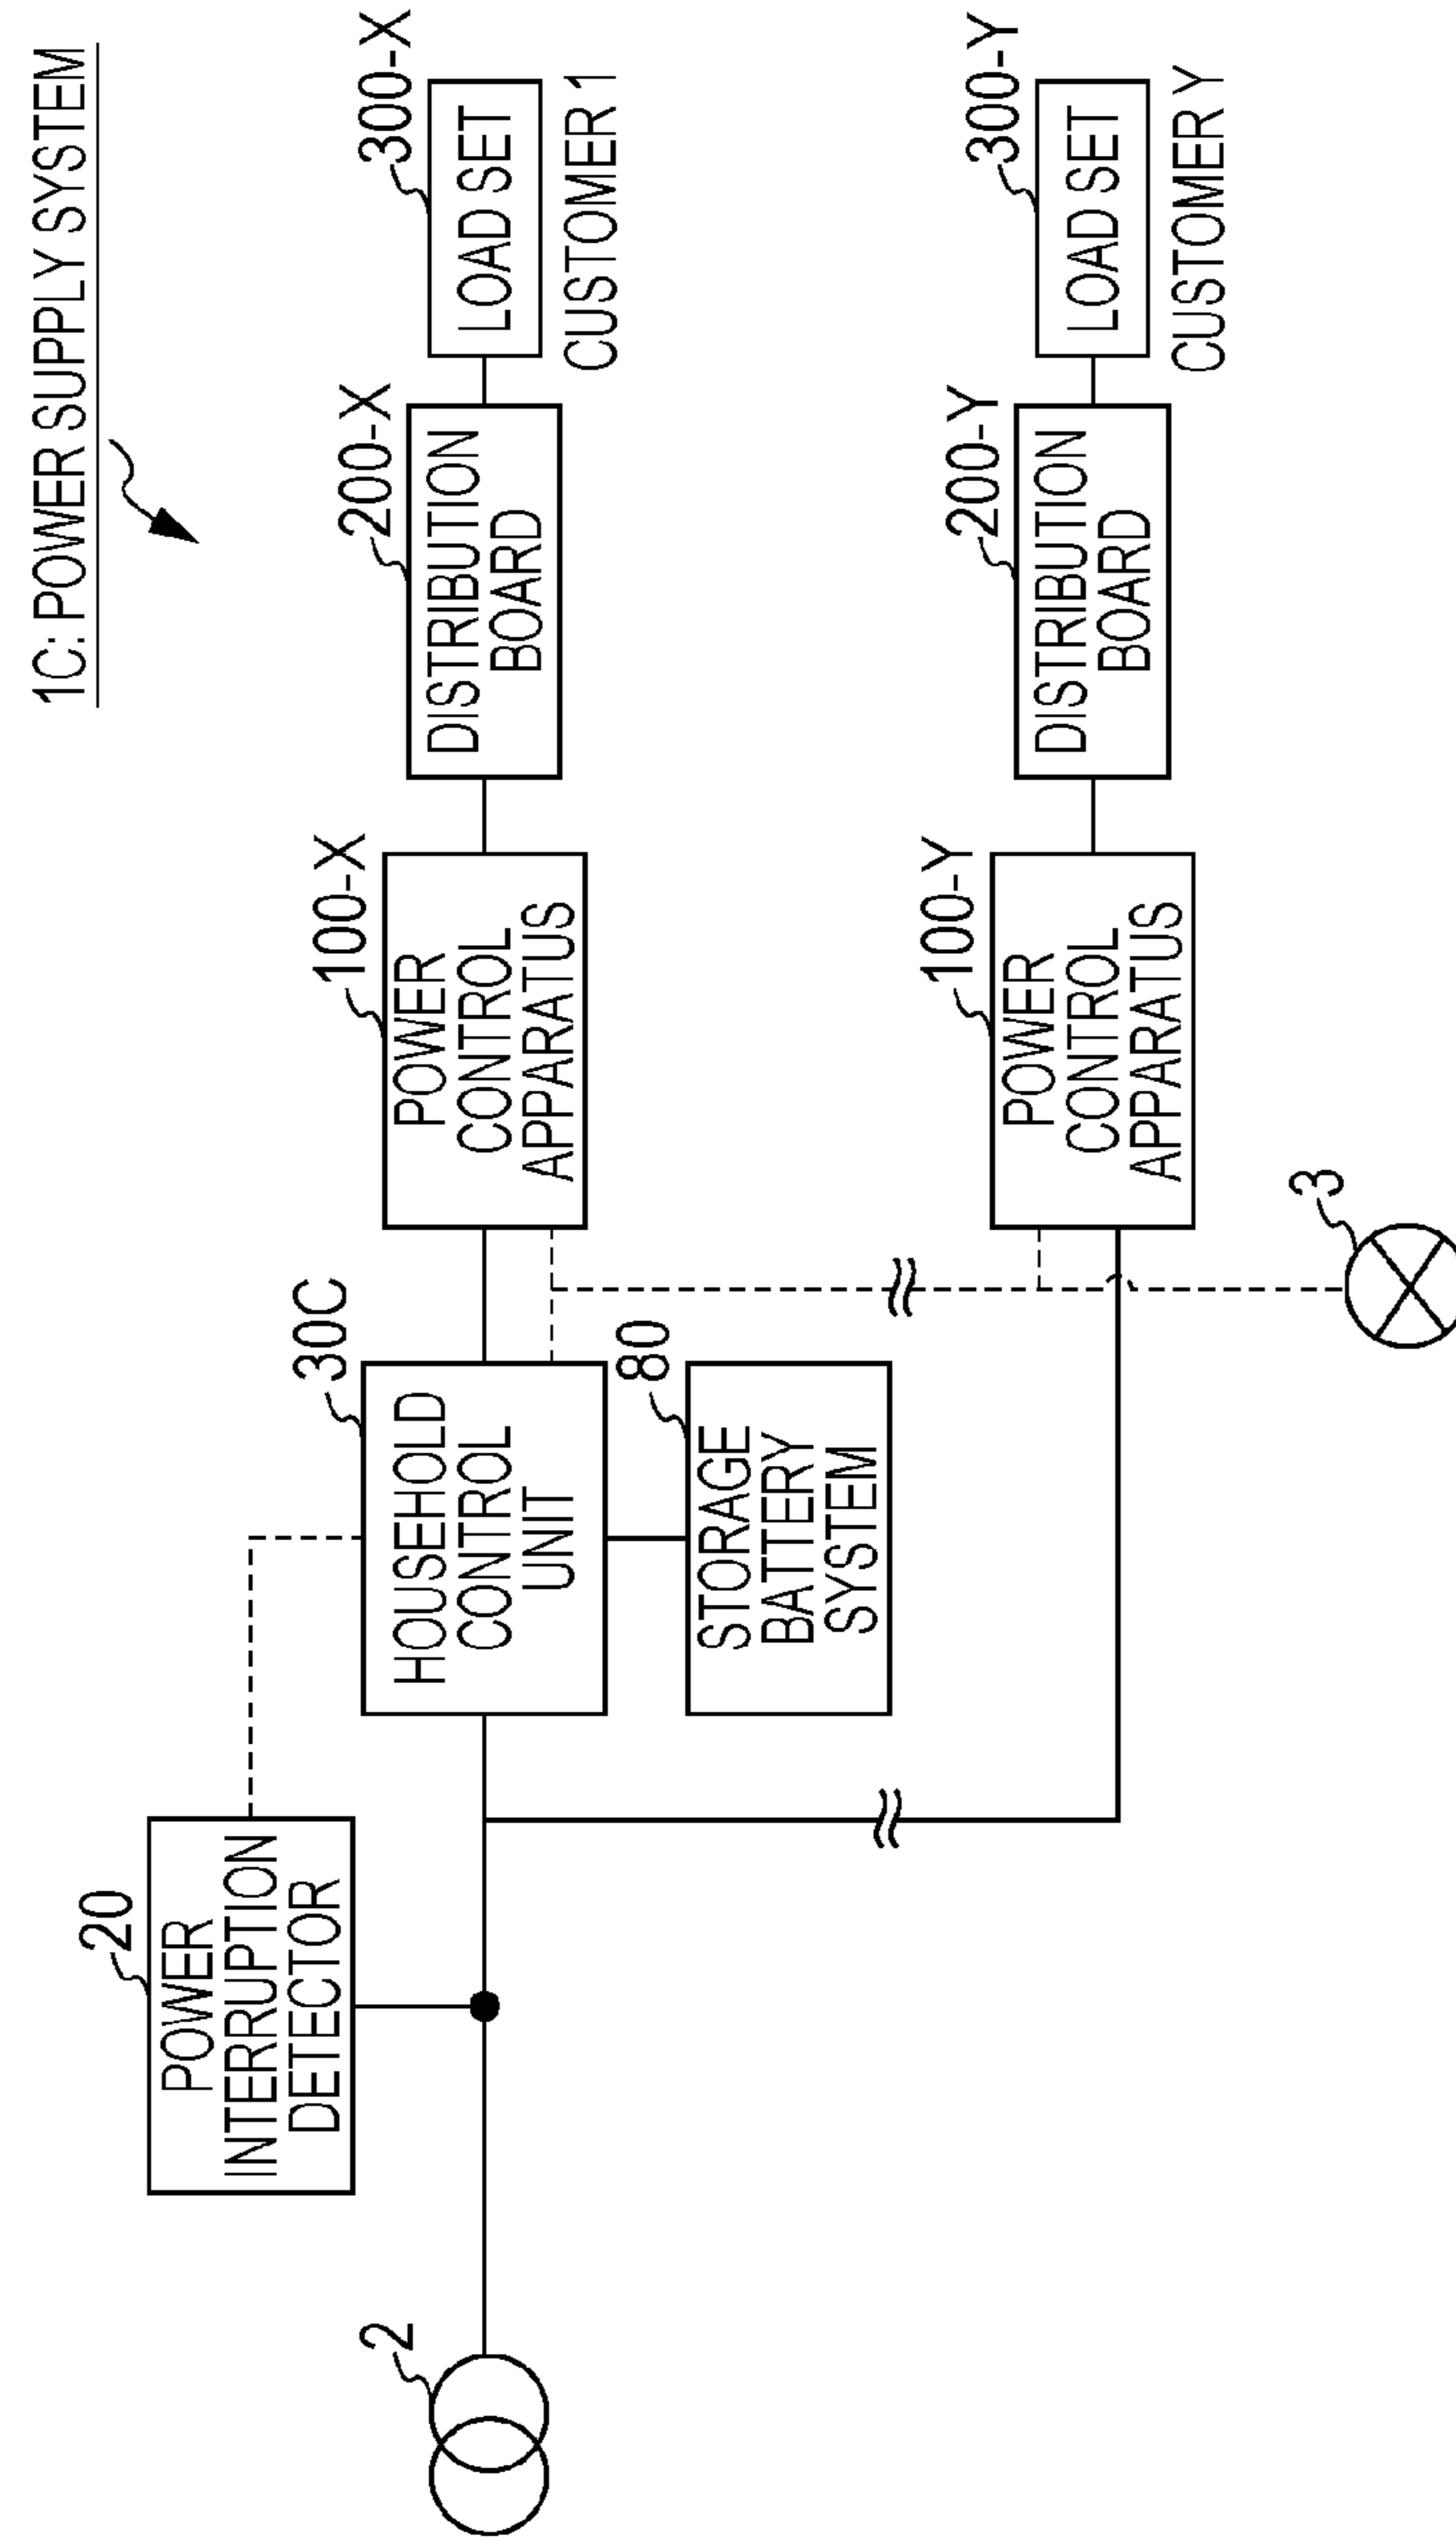 1C: POWER SUPPLY SYSTEM
20
POWER
INTERRUPTION
DETECTOR
2
30C
HOUSEHOLD
CONTROL
UNIT
100-X
POWER
CONTROL
APPARATUS
200-X
DISTRIBUTION
BOARD
300-X
LOAD SET
CUSTOMER 1
80
STORAGE
BATTERY
SYSTEM
100-Y
POWER
CONTROL
APPARATUS
200-Y
DISTRIBUTION
BOARD
300-Y
LOAD SET
CUSTOMER Y
3